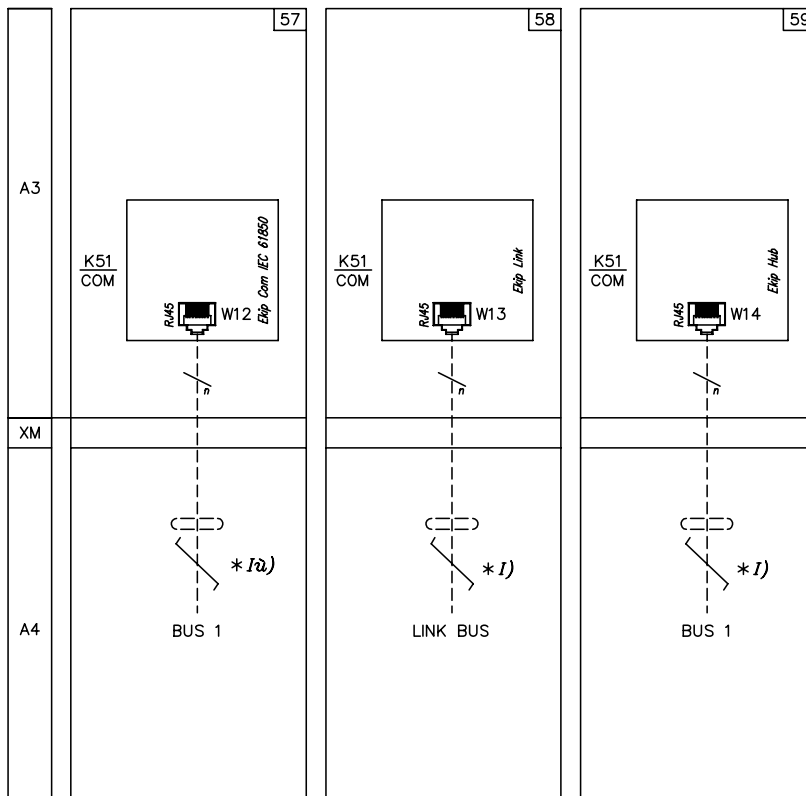 57
58
59
A3
K51
COM
Ekip Com IEC 61850
RJ45
W12
n
K51
COM
Ekip Link
RJ45
W13
n
K51
COM
Ekip Hub
RJ45
W14
n
XM
A4
*Iù)
BUS 1
*I)
LINK BUS
*I)
BUS 1